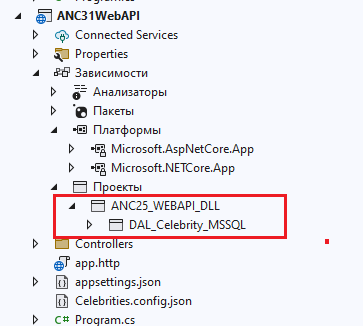 ANC31WebAPI
Connected Services
Properties
Зависимости
Анализаторы
Пакеты
Платформы
Microsoft.AspNetCore.App
Microsoft.NETCore.App
Проекты
ANC25_WEBAPI_DLL
DAL_Celebrity_MSSQL
Controllers
app.http
appsettings.json
Celebrities.config.json
C# Program.cs